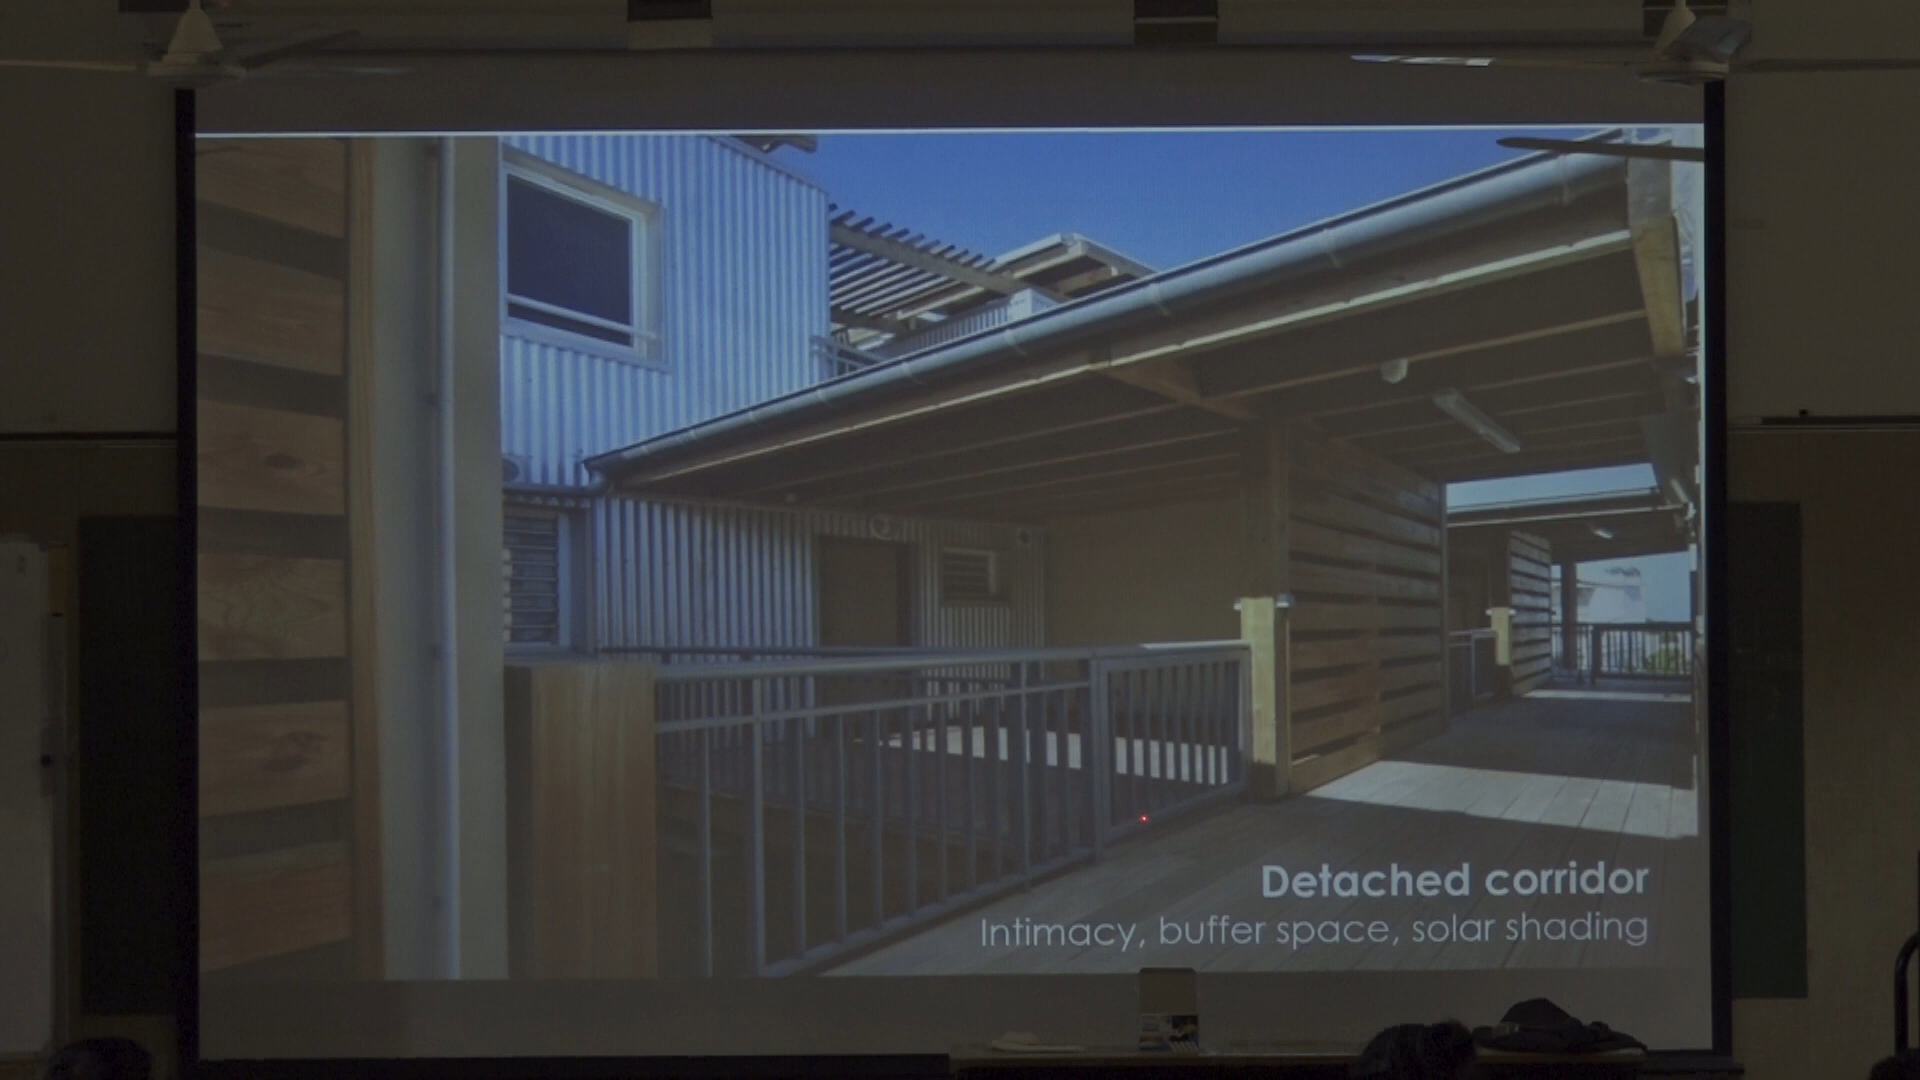 Detached corridor
Intimacy, buffer space, solar shading